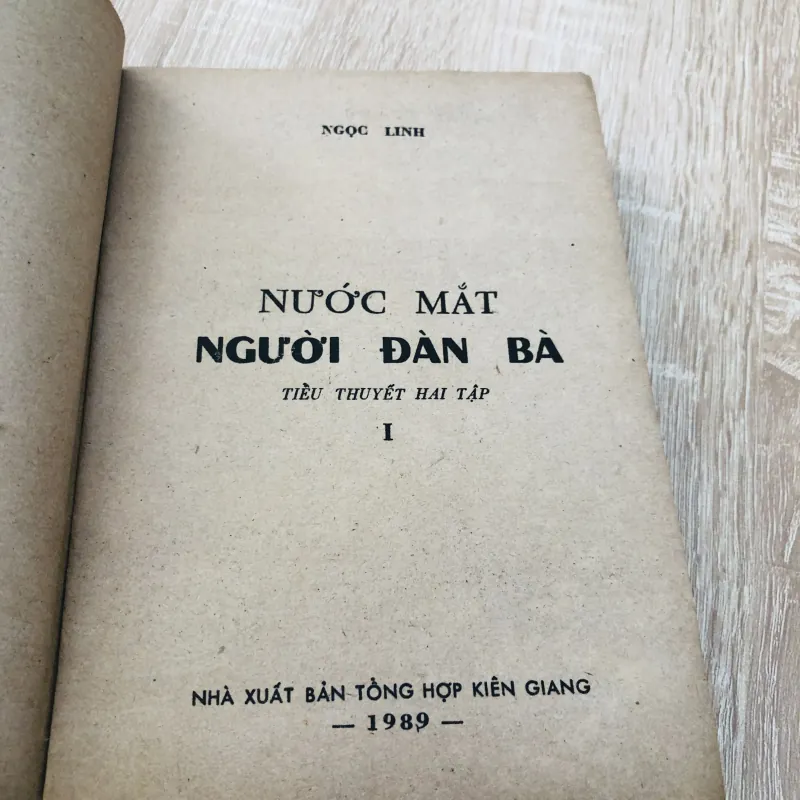 NGỌC LINH
NƯỚC MẮT
NGƯỜI ĐÀN BÀ
TIỂU THUYẾT HAI TẬP
I
NHÀ XUẤT BẢN TỔNG HỢP KIÊN GIANG
— 1989 —